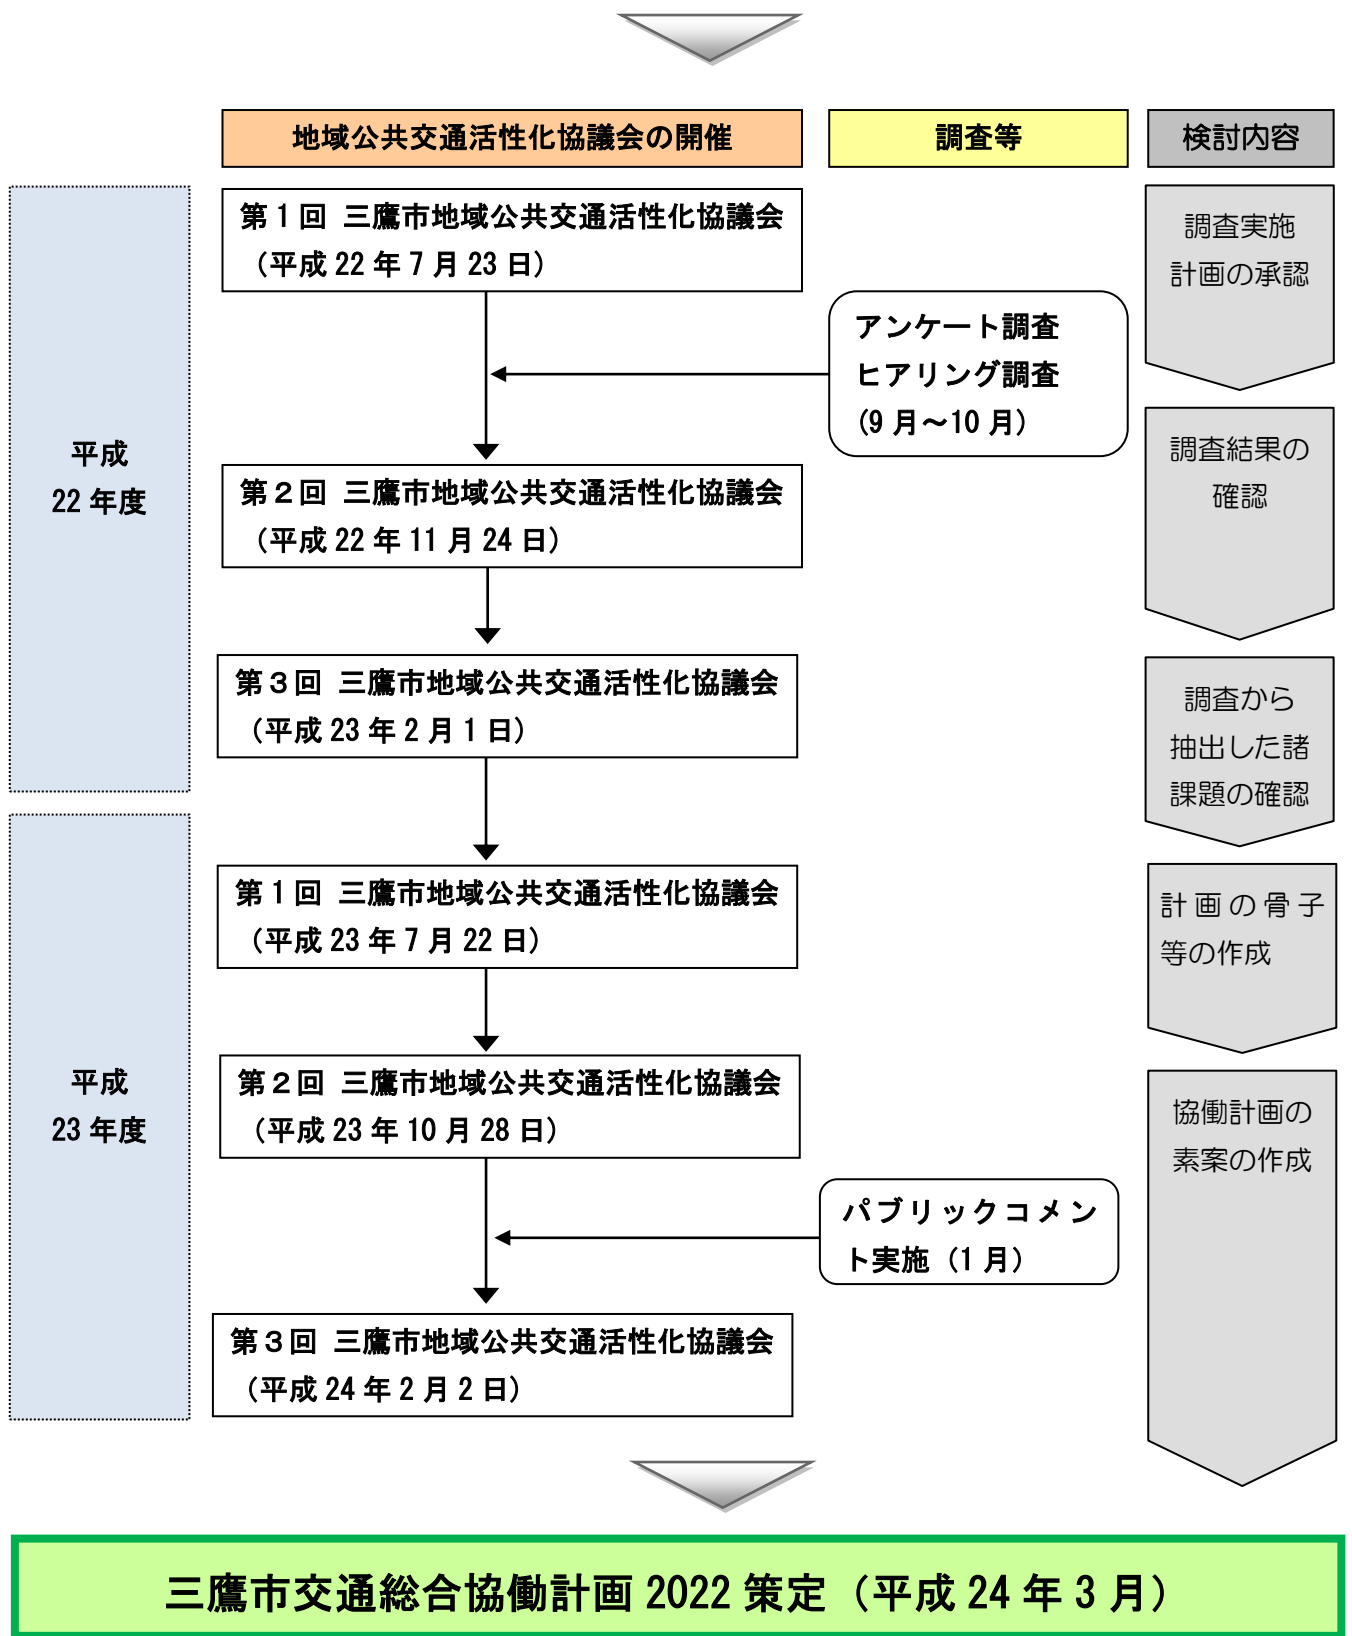 地域公共交通活性化協議会の開催
調査等
検討内容
平成
22 年度
第１回 三鷹市地域公共交通活性化協議会
（平成 22 年 7 月 23 日）
アンケート調査
ヒアリング調査
（9 月～10 月）
第２回 三鷹市地域公共交通活性化協議会
（平成 22 年 11 月 24 日）
第３回 三鷹市地域公共交通活性化協議会
（平成 23 年 2 月 1 日）
調査実施
計画の承認
調査結果の
確認
調査から
抽出した諸
課題の確認
平成
23 年度
第１回 三鷹市地域公共交通活性化協議会
（平成 23 年 7 月 22 日）
第２回 三鷹市地域公共交通活性化協議会
（平成 23 年 10 月 28 日）
パブリックコメン
ト実施（1 月）
第３回 三鷹市地域公共交通活性化協議会
（平成 24 年 2 月 2 日）
計画の骨子
等の作成
協働計画の
素案の作成
三鷹市交通総合協働計画 2022 策定（平成 24 年 3 月）